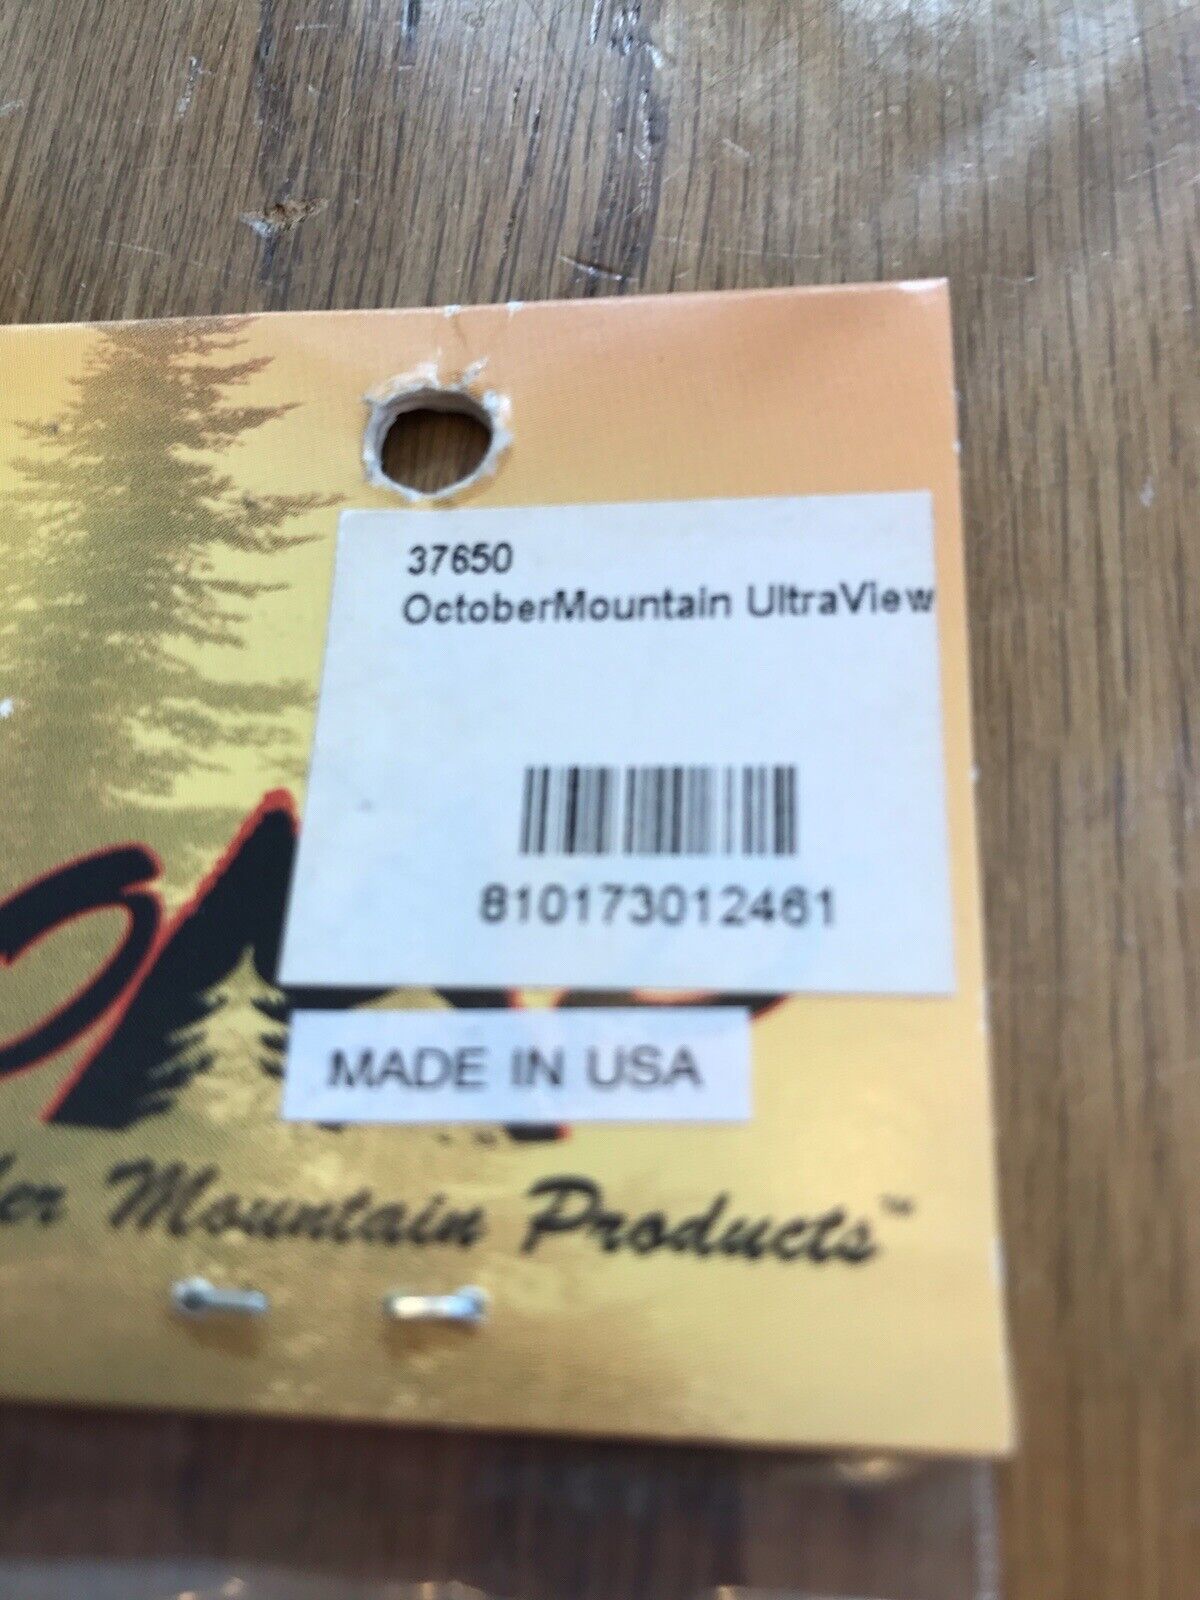 37650
OctoberMountain UltraView
810173012461
MADE IN USA
Mountain Products™